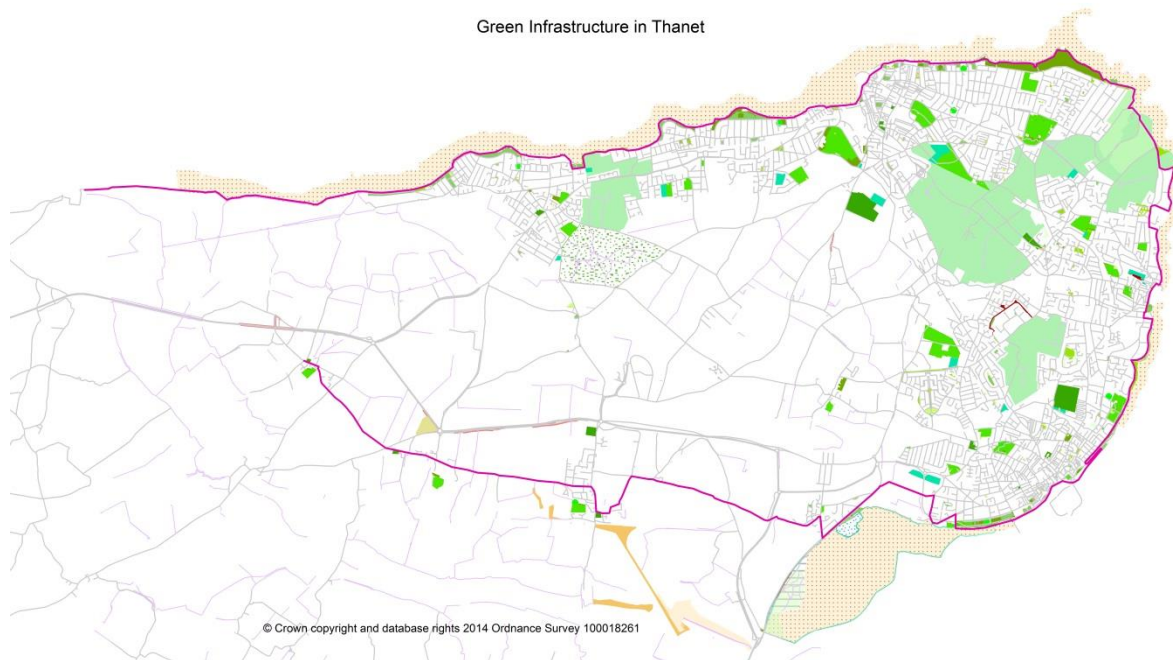 Green Infrastructure in Thanet
© Crown copyright and database rights 2014 Ordnance Survey 100018261